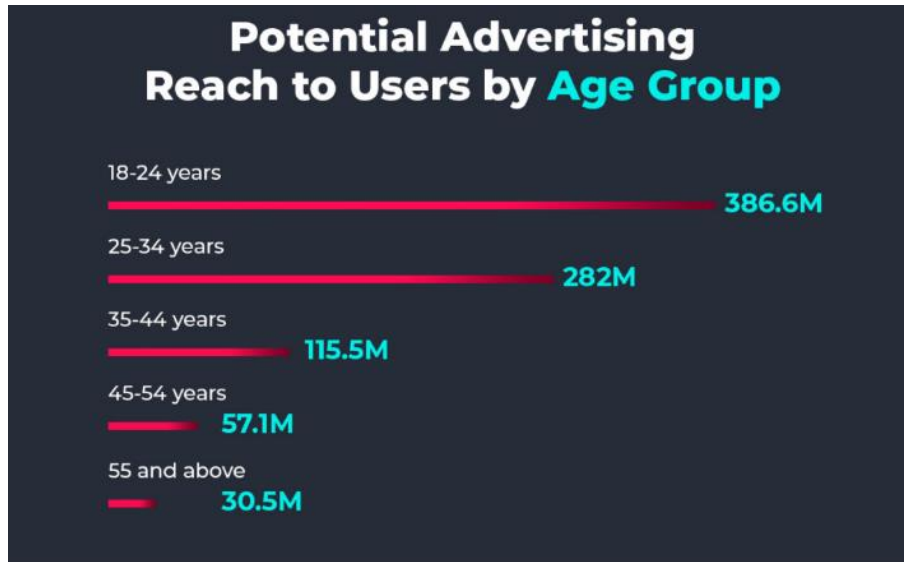 Potential Advertising
Reach to Users by Age Group
18-24 years
386.6M
25-34 years
282M
35-44 years
115.5M
45-54 years
57.1M
55 and above
30.5M